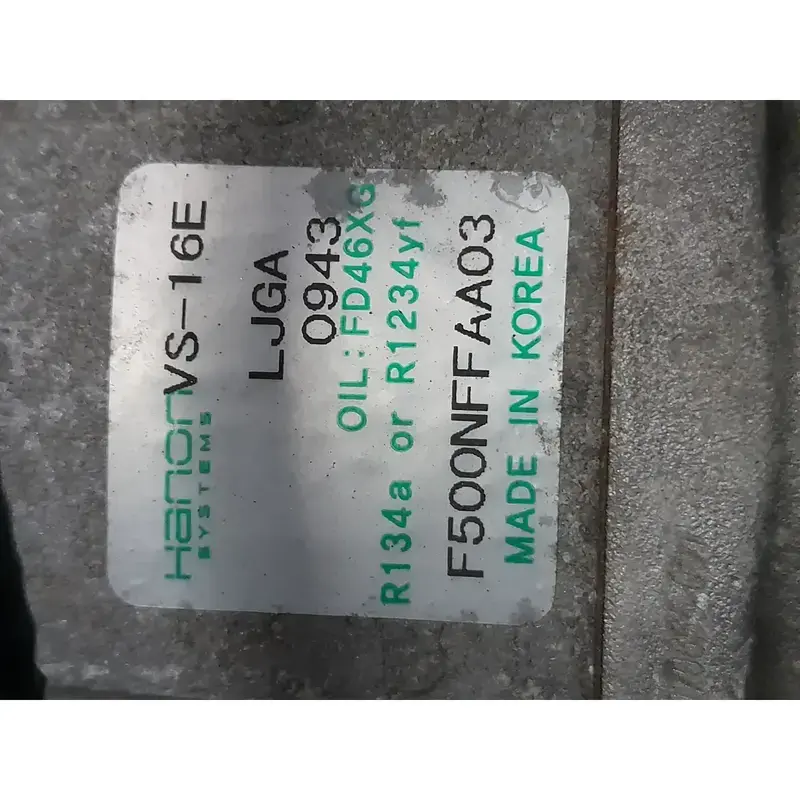 Hanon VS-16E
SYSTEMS
LJGA
0943
OIL:FD46XG
R134a or R1234yf
F500NFFAA03
MADE IN KOREA